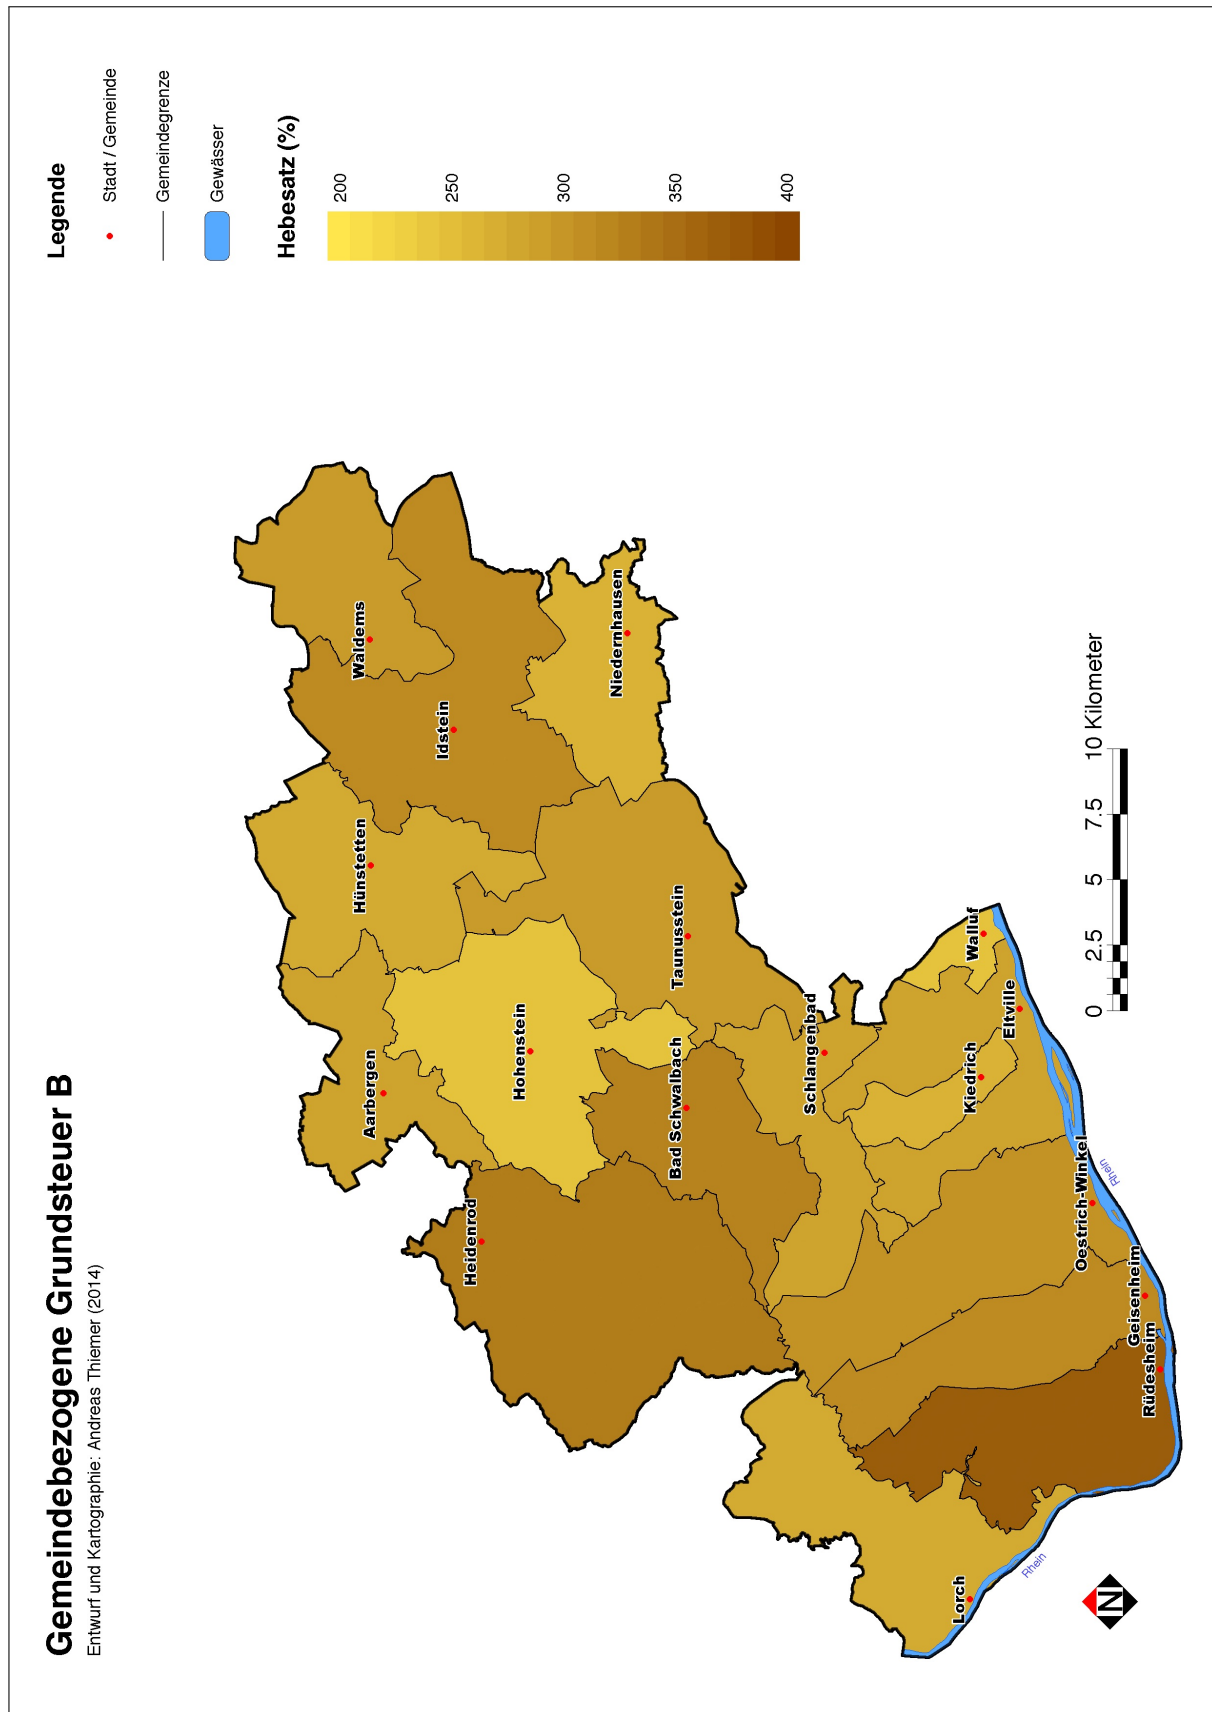 Gemeindebezogene Grundsteuer B
Entwurf und Kartographie: Andreas Thiemer (2014)
Legende
Stadt / Gemeinde
Gemeindegrenze
Gewässer
Hebesatz (%)
200
250
300
350
400
Waldems
Idstein
Niedernhausen
Hünstetten
Taunusstein
Aarbergen
Hohenstein
Heidenrod
Bad Schwalbach
Schlangenbad
Walluf
Eltville
Kiedrich
Oestrich-Winkel
Geisenheim
Rüdesheim
Lorch
Rhein
Rhein
0 2.5 5 7.5 10 Kilometer
N